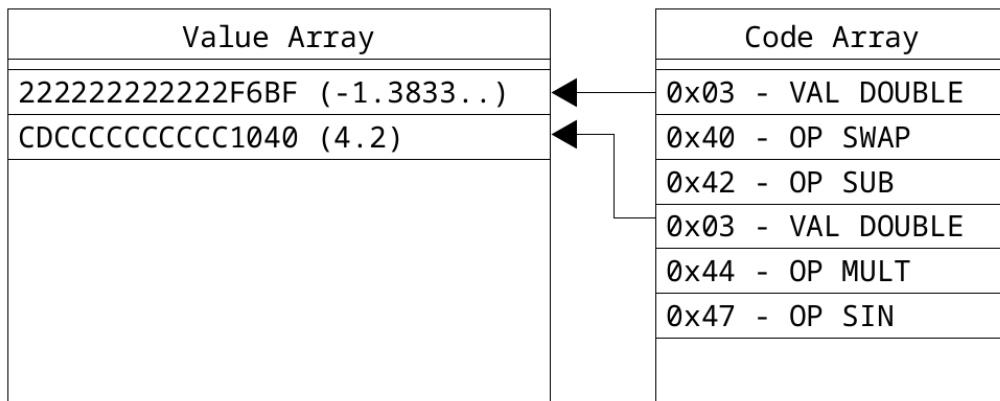 Value Array
222222222222F6BF (-1.3833..)
CDCCCCCCCCCC1040 (4.2)
Code Array
0x03 - VAL DOUBLE
0x40 - OP SWAP
0x42 - OP SUB
0x03 - VAL DOUBLE
0x44 - OP MULT
0x47 - OP SIN